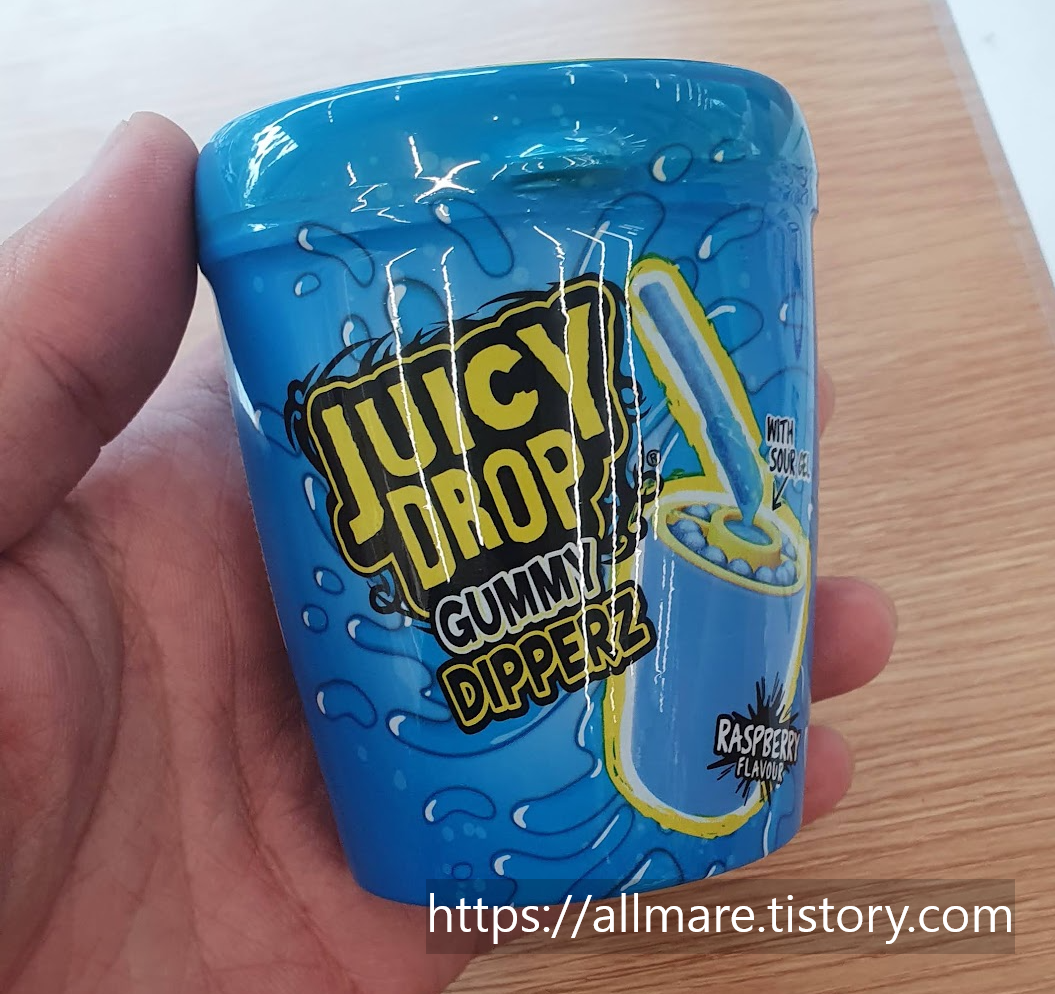 JUICY
DROP
®
GUMMY
DIPPERZ
WITH
SOUR GEL
RASPBERRY
FLAVOUR
https://allmare.tistory.com